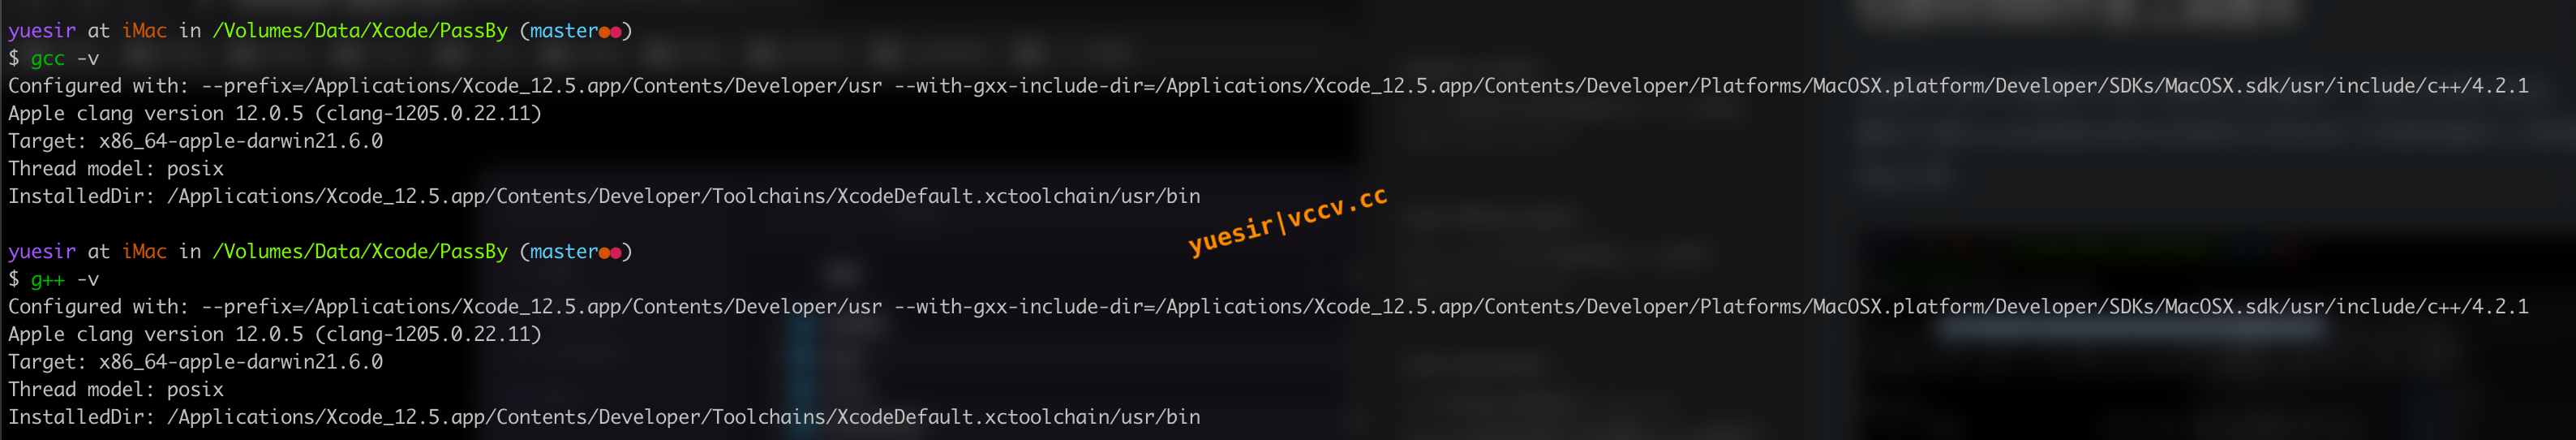 yuesir at iMac in /Volumes/Data/Xcode/PassBy (master●●)
$ gcc -v
Configured with: --prefix=/Applications/Xcode_12.5.app/Contents/Developer/usr --with-gxx-include-dir=/Applications/Xcode_12.5.app/Contents/Developer/Platforms/MacOSX.platform/Developer/SDKs/MacOSX.sdk/usr/include/c++/4.2.1
Apple clang version 12.0.5 (clang-1205.0.22.11)
Target: x86_64-apple-darwin21.6.0
Thread model: posix
InstalledDir: /Applications/Xcode_12.5.app/Contents/Developer/Toolchains/XcodeDefault.xctoolchain/usr/bin
yuesir|vccv.cc
yuesir at iMac in /Volumes/Data/Xcode/PassBy (master●●)
$ g++ -v
Configured with: --prefix=/Applications/Xcode_12.5.app/Contents/Developer/usr --with-gxx-include-dir=/Applications/Xcode_12.5.app/Contents/Developer/Platforms/MacOSX.platform/Developer/SDKs/MacOSX.sdk/usr/include/c++/4.2.1
Apple clang version 12.0.5 (clang-1205.0.22.11)
Target: x86_64-apple-darwin21.6.0
Thread model: posix
InstalledDir: /Applications/Xcode_12.5.app/Contents/Developer/Toolchains/XcodeDefault.xctoolchain/usr/bin